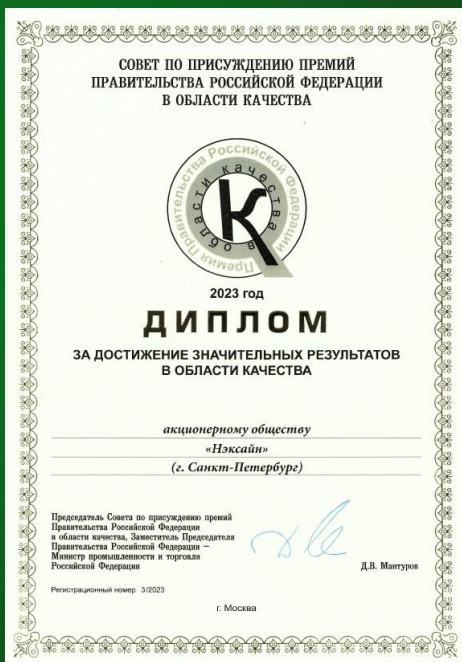 СОВЕТ ПО ПРИСУЖДЕНИЮ ПРЕМИЙ
ПРАВИТЕЛЬСТВА РОССИЙСКОЙ ФЕДЕРАЦИИ
В ОБЛАСТИ КАЧЕСТВА
Премия Правительства Российской Федерации
в области качества
К
2023 год
ДИПЛОМ
ЗА ДОСТИЖЕНИЕ ЗНАЧИТЕЛЬНЫХ РЕЗУЛЬТАТОВ
В ОБЛАСТИ КАЧЕСТВА
акционерному обществу
«Нэксайн»
(г. Санкт-Петербург)
Председатель Совета по присуждению премий
Правительства Российской Федерации
в области качества, Заместитель Председателя
Правительства Российской Федерации –
Министр промышленности и торговли
Российской Федерации
Д.В. Мантуров
Регистрационный номер 3/2023
г. Москва